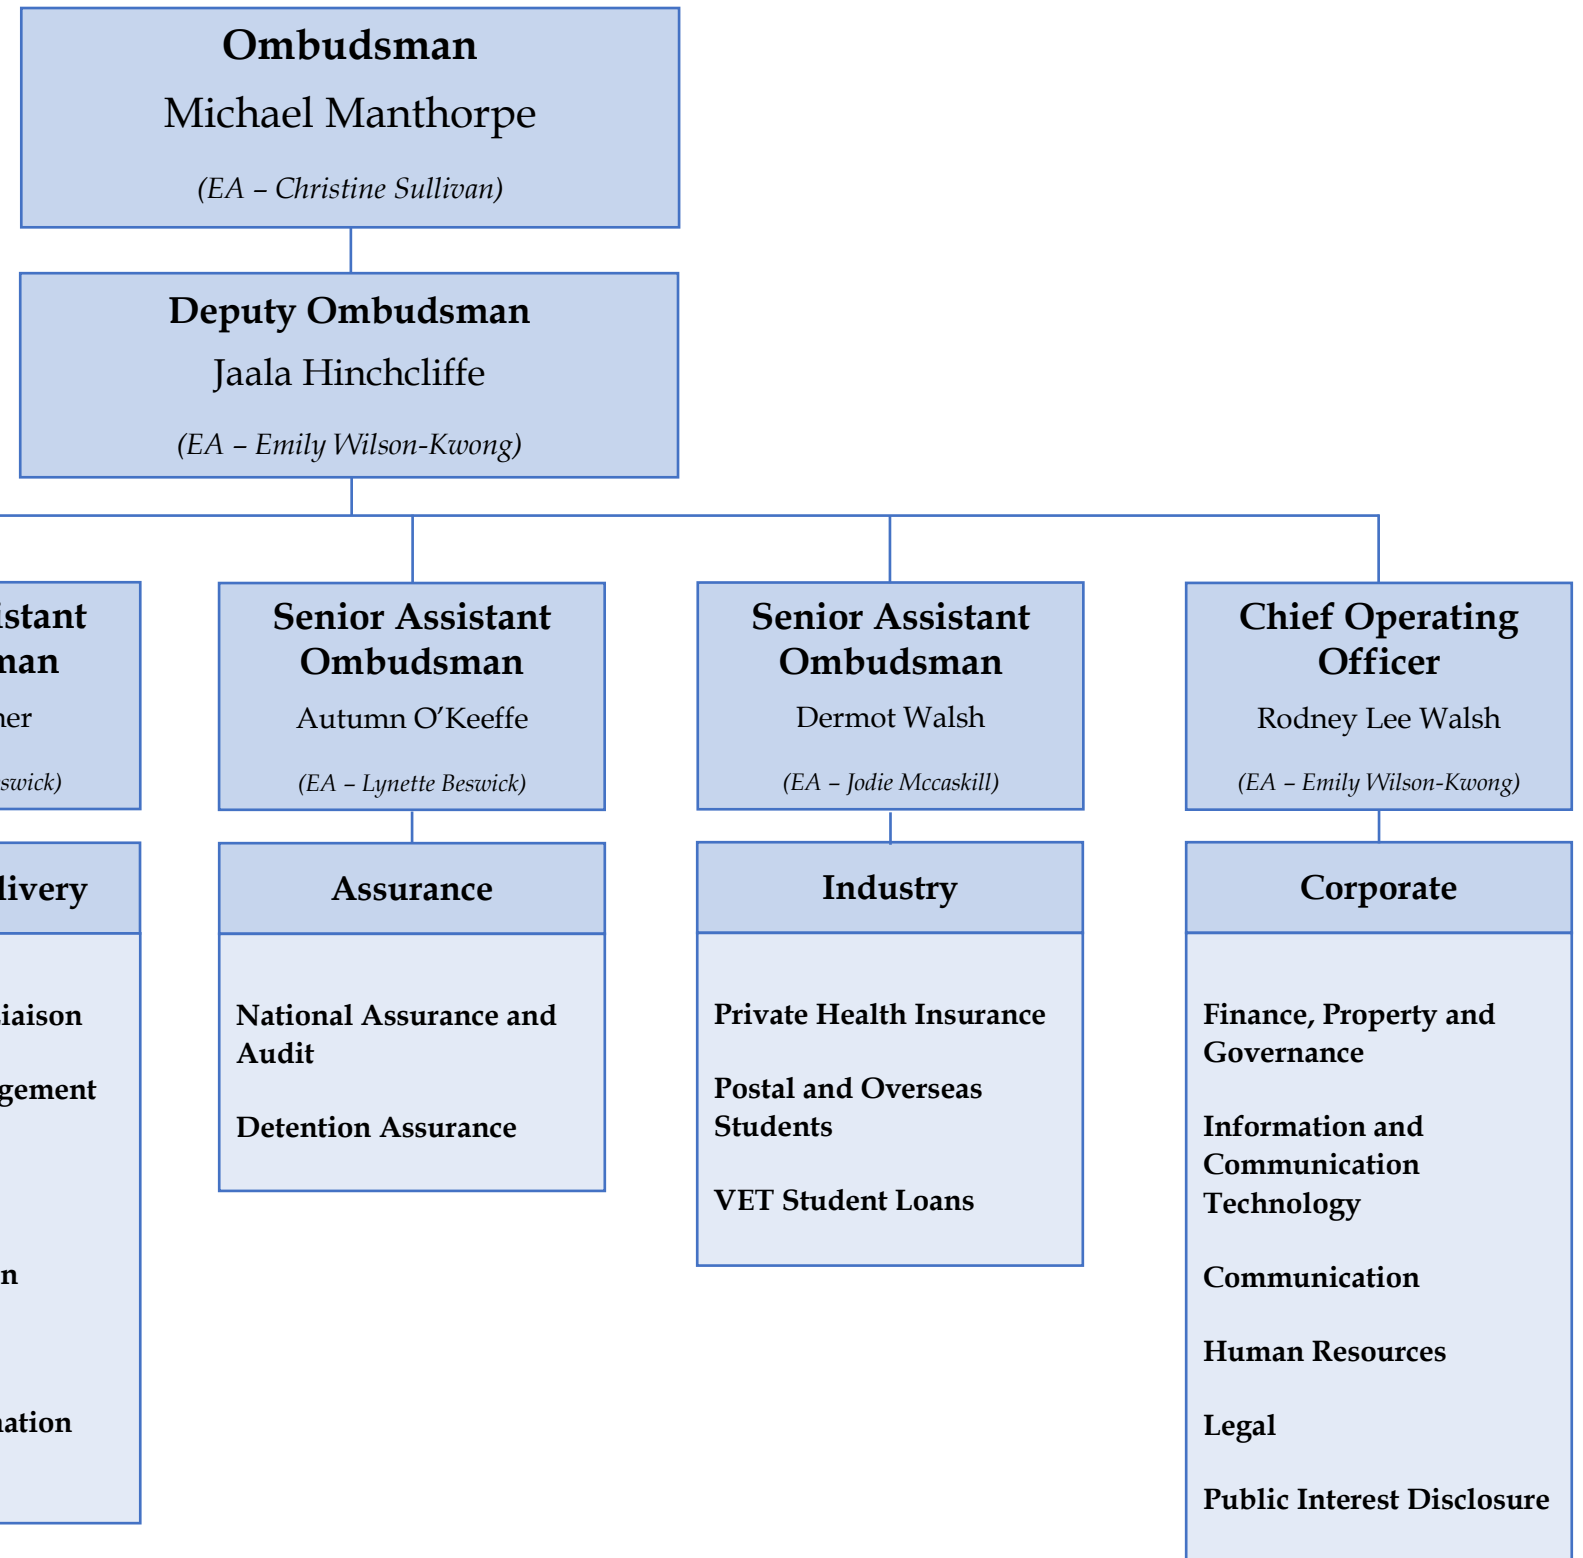 Ombudsman
Michael Manthorpe
(EA – Christine Sullivan)
Deputy Ombudsman
Jaala Hinchcliffe
(EA – Emily Wilson-Kwong)
Senior Assistant
Ombudsman
Autumn O'Keeffe
(EA – Lynette Beswick)
Senior Assistant
Ombudsman
Dermot Walsh
(EA – Jodie Mccaskill)
Chief Operating
Officer
Rodney Lee Walsh
(EA – Emily Wilson-Kwong)
Assurance
National Assurance and
Audit
Detention Assurance
Industry
Private Health Insurance
Postal and Overseas
Students
VET Student Loans
Corporate
Finance, Property and
Governance
Information and
Communication
Technology
Communication
Human Resources
Legal
Public Interest Disclosure